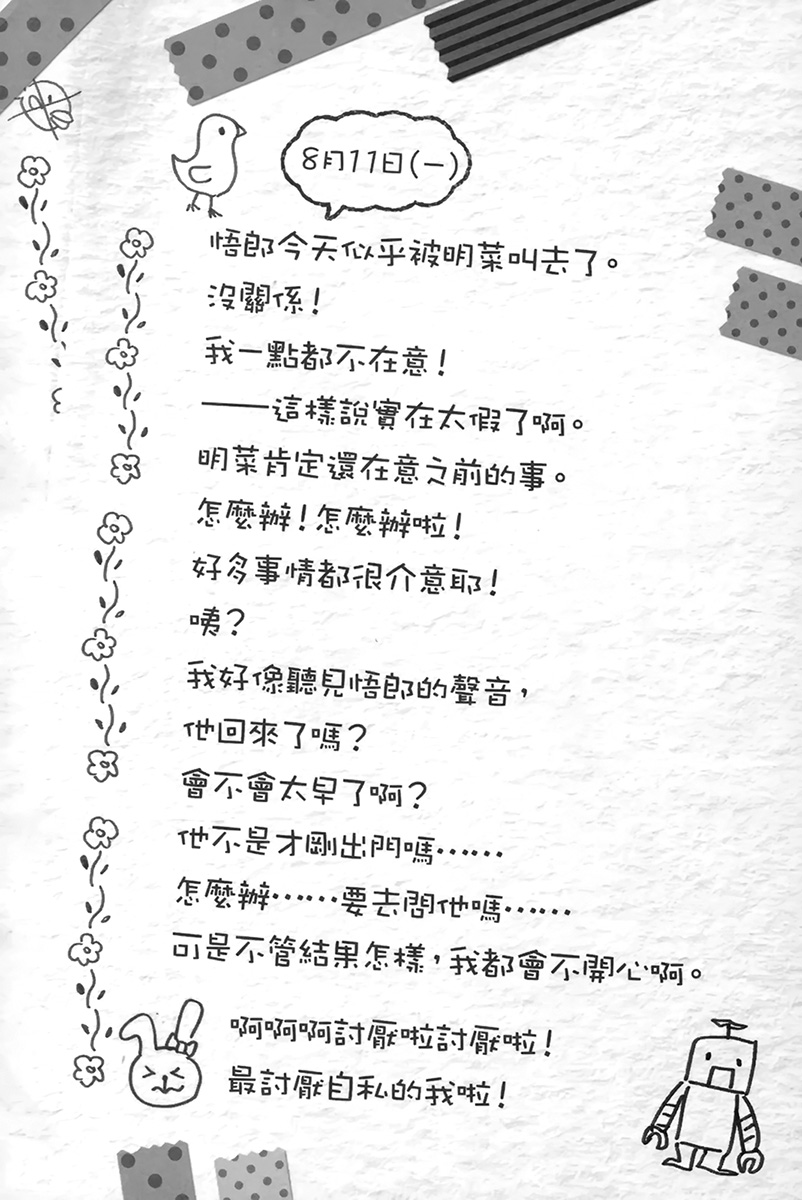 8月11日(一)
悟郎今天似乎被明菜叫去了。
沒關係！
我一點都不在意！
——這樣說實在太假了啊。
明菜肯定還在意之前的事。
怎麼辦！怎麼辦啦！
好多事情都很介意耶！
咦？
我好像聽見悟郎的聲音，
他回來了嗎？
會不會太早了啊？
他不是才剛出門嗎……
怎麼辦……要去問他嗎……
可是不管結果怎樣，我都會不開心啊。
啊啊啊討厭啦討厭啦！
最討厭自私的我啦！